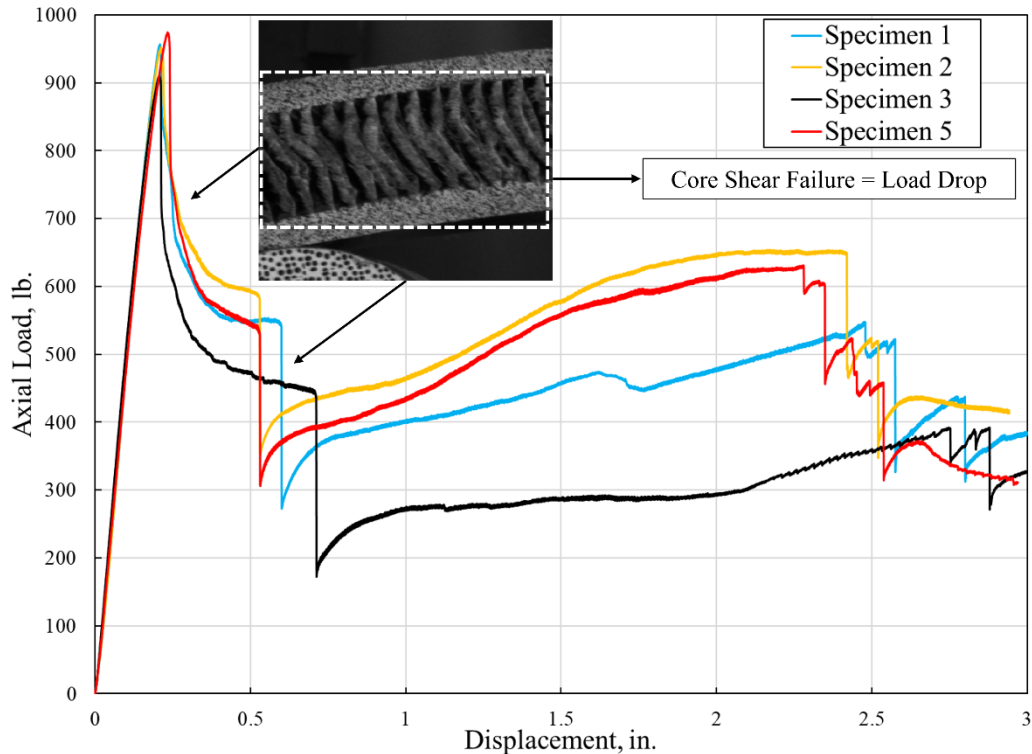 1000
900
800
700
600
500
400
300
200
100
0
Axial Load, lb.
Specimen 1
Specimen 2
Specimen 3
Specimen 5
Core Shear Failure = Load Drop
0
0.5
1
1.5
2
2.5
3
Displacement, in.